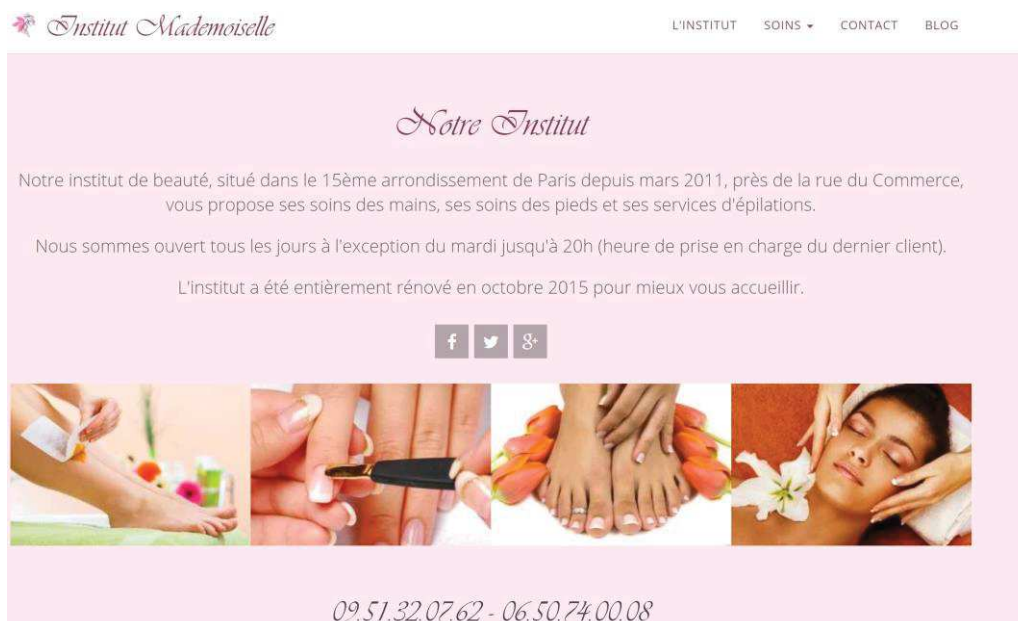 Institut Mademoiselle
L'INSTITUT SOINS CONTACT BLOG
Notre Institut
Notre institut de beauté, situé dans le 15ème arrondissement de Paris depuis mars 2011, près de la rue du Commerce,
vous propose ses soins des mains, ses soins des pieds et ses services d'épilations.
Nous sommes ouvert tous les jours à l'exception du mardi jusqu'à 20h (heure de prise en charge du dernier client).
L'institut a été entièrement rénové en octobre 2015 pour mieux vous accueillir.
09.51.32.07.62 - 06.50.74.00.08